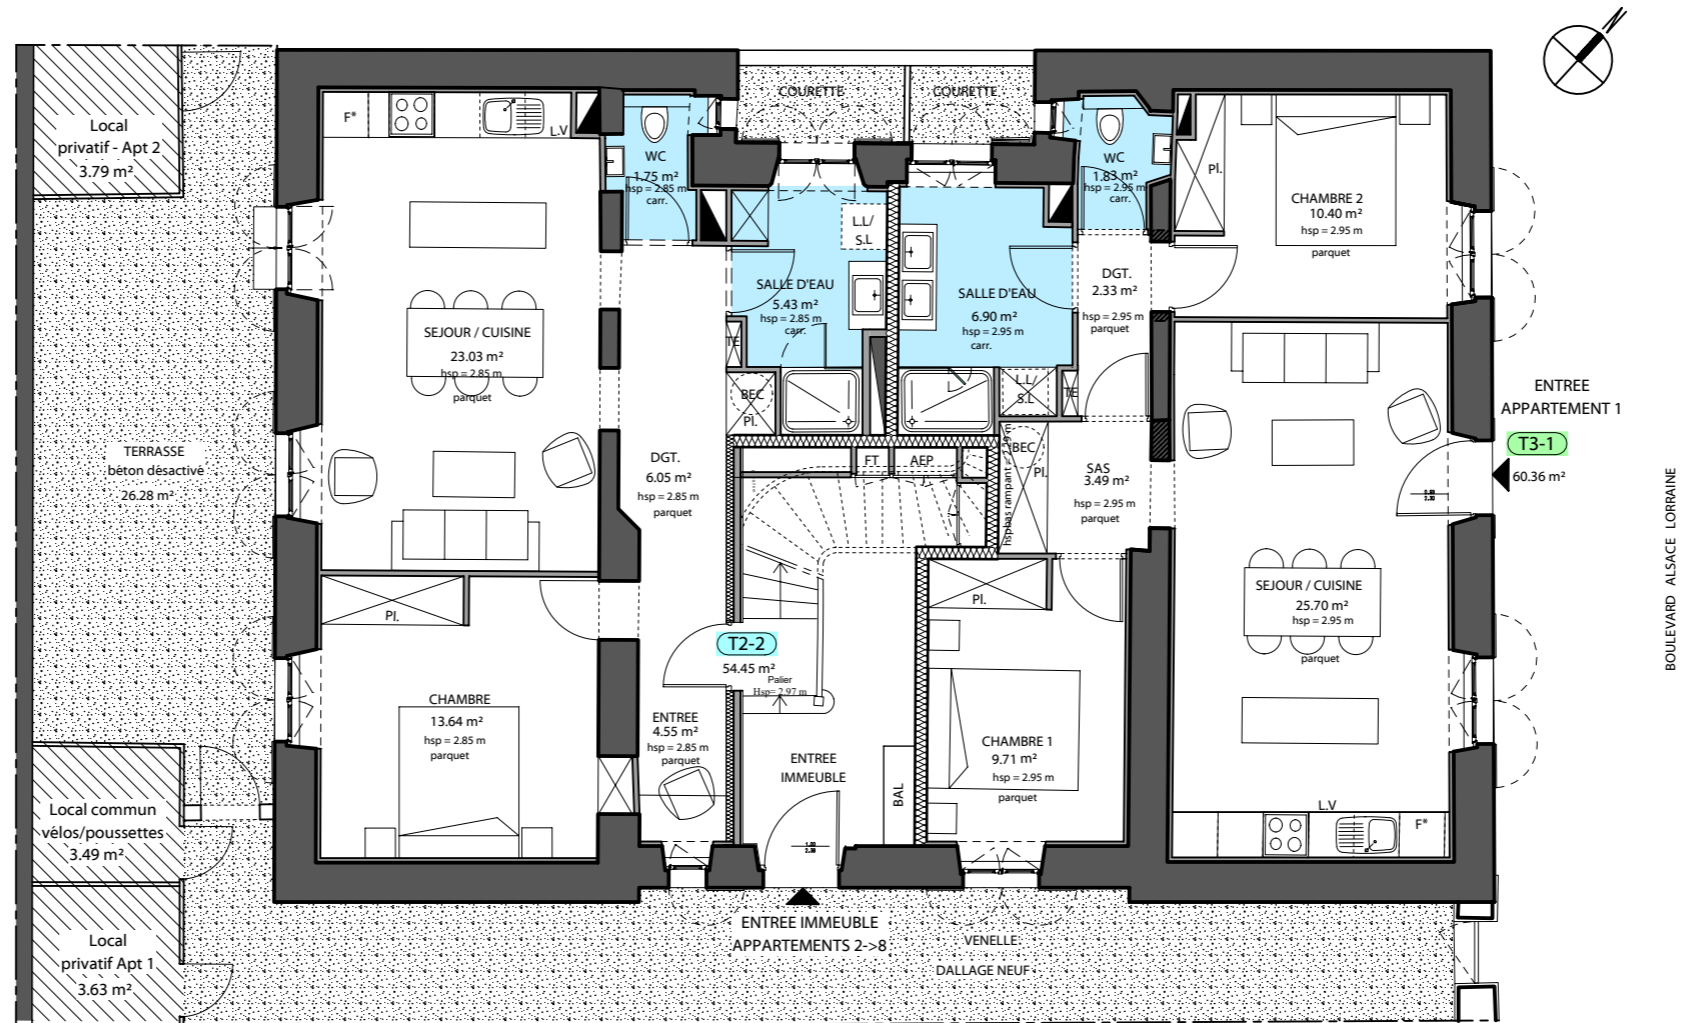 Local
privatif - Apt 2
3.79 m²
F*
L.V
WC
1.75 m²
hsp = 2.85 m
carr.
COURETTE
COURETTE
WC
1.83 m²
hsp = 2.95 m
carr.
Pl.
CHAMBRE 2
10.40 m²
hsp = 2.95 m
parquet
N
L.L/
S.L
SALLE D'EAU
5.43 m²
hsp = 2.85 m
carr.
SALLE D'EAU
6.90 m²
hsp = 2.95 m
carr.
DGT.
2.33 m²
hsp = 2.95 m
parquet
SEJOUR / CUISINE
23.03 m²
hsp = 2.85 m
parquet
TE
BEC
Pl.
L.L/
S.L
TE
ENTREE
APPARTEMENT 1
T3-1
60.36 m²
TERRASSE
béton désactivé
26.28 m²
DGT.
6.05 m²
hsp = 2.85 m
parquet
FT
AEP
BEC
Pl.
SAS
3.49 m²
hsp = 2.95 m
parquet
BOULEVARD ALSACE LORRAINE
Pl.
Pl.
SEJOUR / CUISINE
25.70 m²
hsp = 2.95 m
parquet
T2-2
54.45 m²
Palier
Hsp= 2.97 m
CHAMBRE
13.64 m²
hsp = 2.85 m
parquet
ENTREE
4.55 m²
hsp = 2.85 m
parquet
ENTREE
IMMEUBLE
BAL
CHAMBRE 1
9.71 m²
hsp = 2.95 m
parquet
L.V
F*
Local commun
vélos/poussettes
3.49 m²
ENTREE IMMEUBLE
APPARTEMENTS 2->8
VENELLE
DALLAGE NEUF
Local
privatif Apt 1
3.63 m²